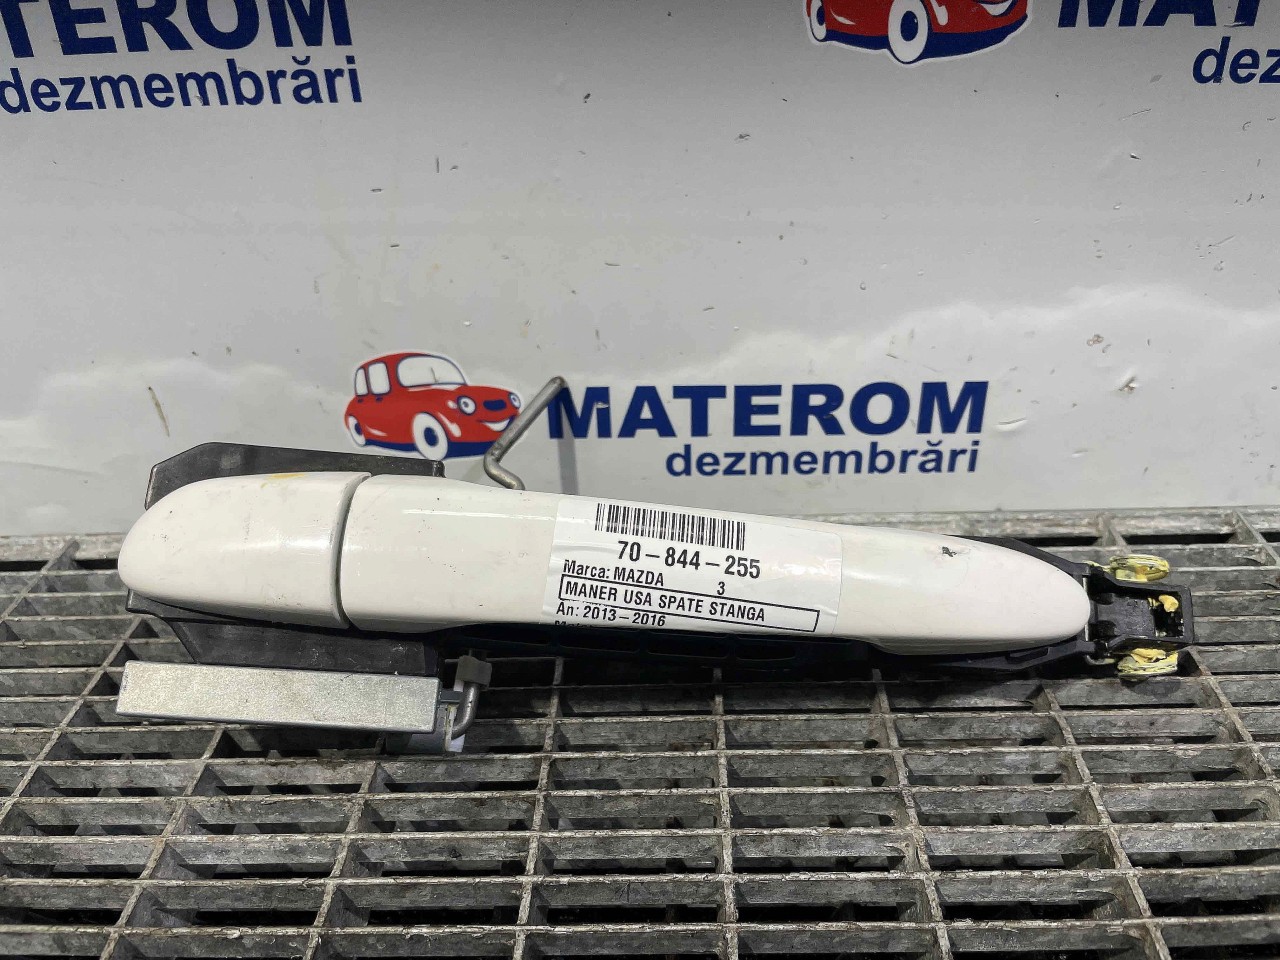 TEROM
dezmembrări
MAT
dez
MATEROM
dezmembrări
70-844-255
Marca: MAZDA 3
MANER USA SPATE STANGA
An: 2013-2016